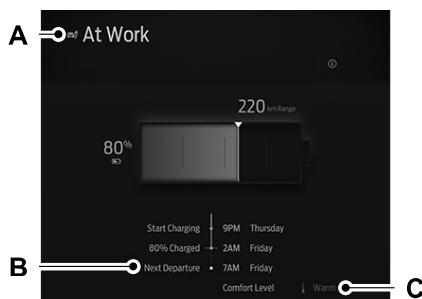 A At Work
220 km Range
80%
Start Charging 9PM Thursday
80% Charged 2AM Friday
B Next Departure 7AM Friday
Comfort Level Warm C